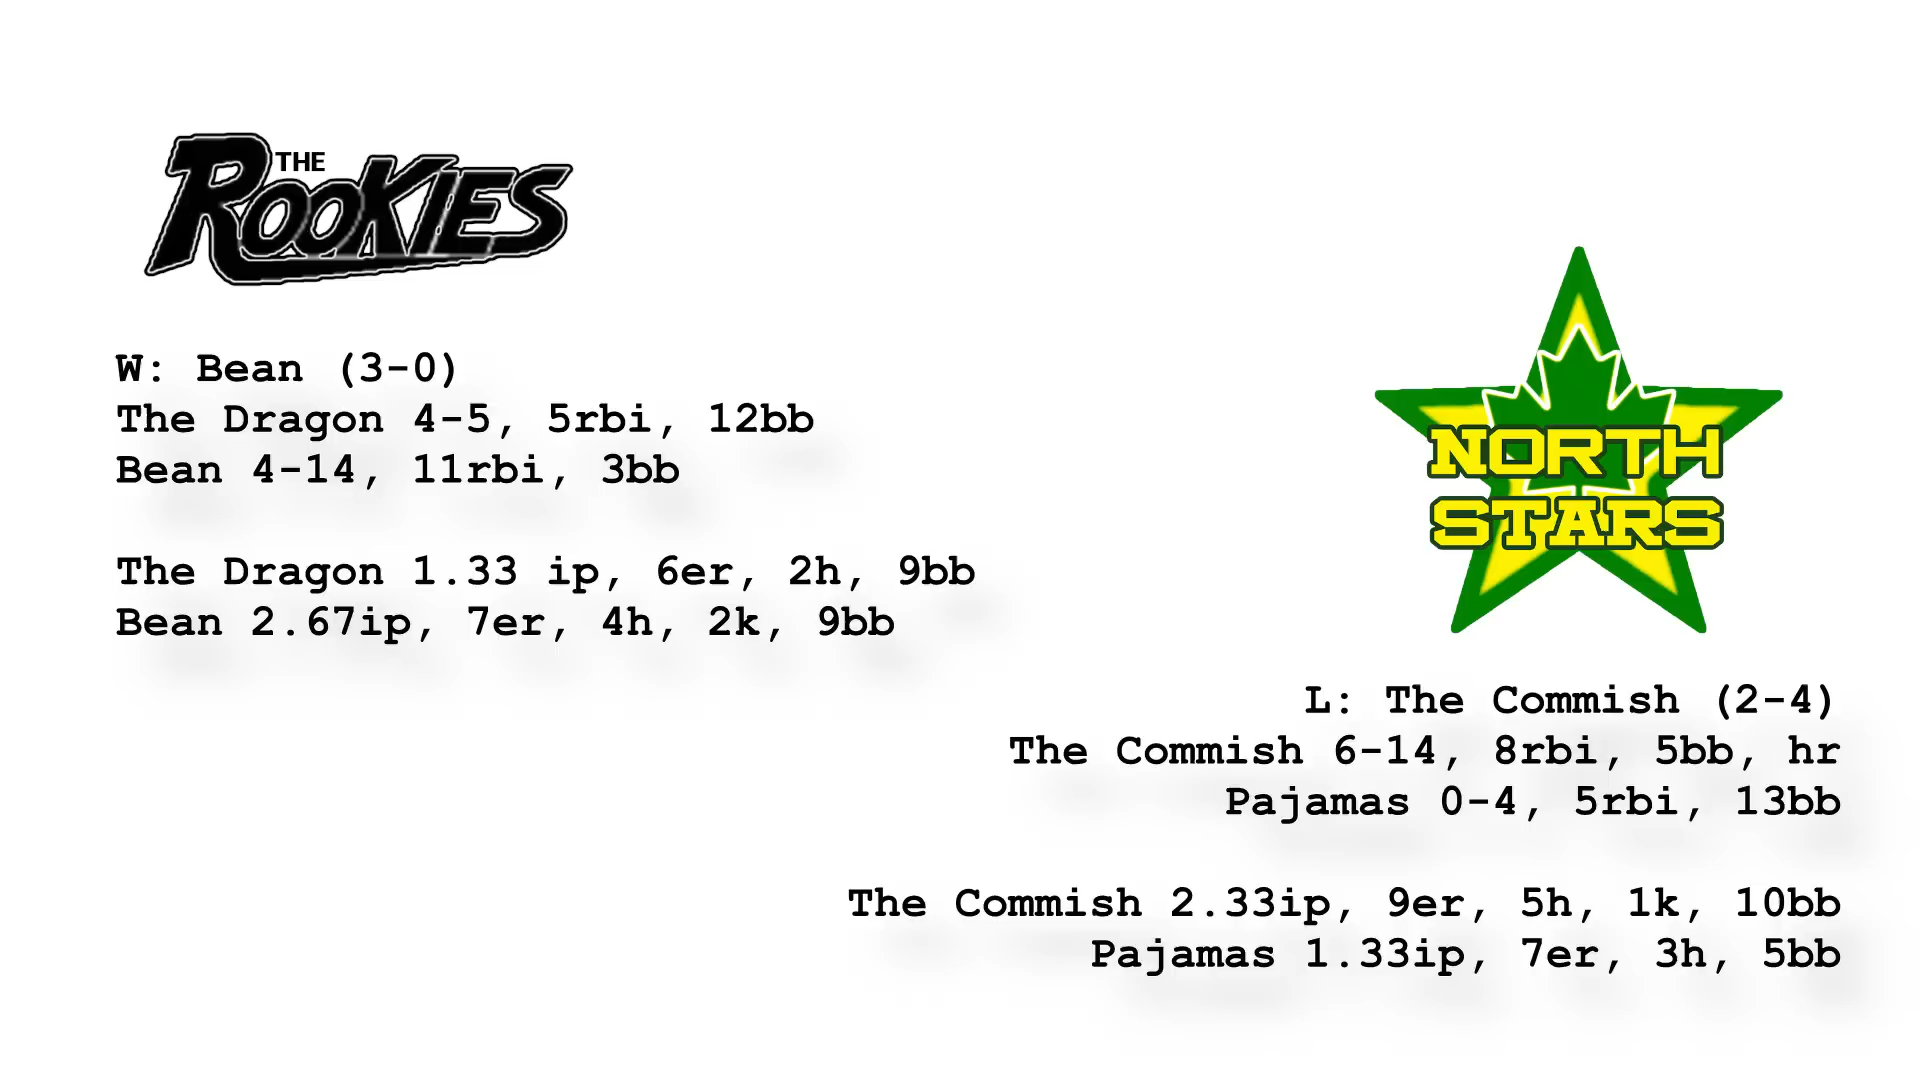 THE
ROOKIES
W: Bean (3-0)
The Dragon 4-5, 5rbi, 12bb
Bean 4-14, 11rbi, 3bb
The Dragon 1.33 ip, 6er, 2h, 9bb
Bean 2.67ip, 7er, 4h, 2k, 9bb
NORTH
STARS
L: The Commish (2-4)
The Commish 6-14, 8rbi, 5bb, hr
Pajamas 0-4, 5rbi, 13bb
The Commish 2.33ip, 9er, 5h, 1k, 10bb
Pajamas 1.33ip, 7er, 3h, 5bb